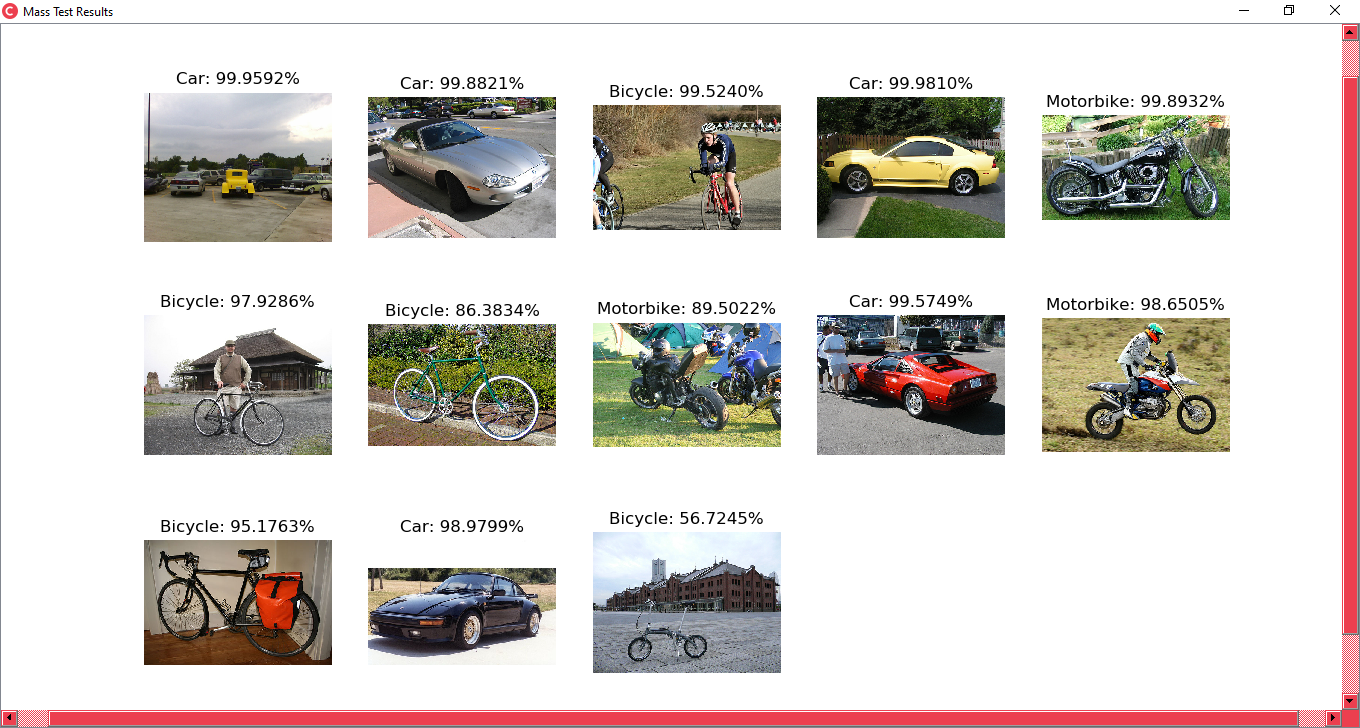 Mass Test Results
Car: 99.9592%
Car: 99.8821%
Bicycle: 99.5240%
Car: 99.9810%
Motorbike: 99.8932%
Bicycle: 97.9286%
Bicycle: 86.3834%
Motorbike: 89.5022%
Car: 99.5749%
Motorbike: 98.6505%
Bicycle: 95.1763%
Car: 98.9799%
Bicycle: 56.7245%